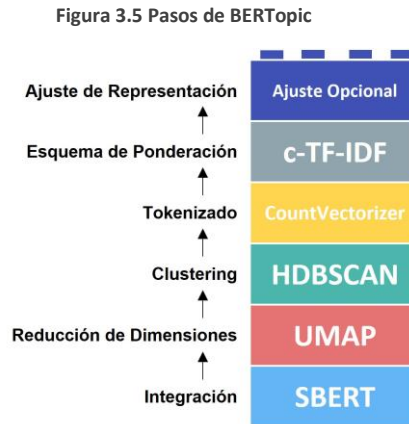 Figura 3.5 Pasos de BERTopic
Ajuste de Representación
Ajuste Opcional
Esquema de Ponderación
c-TF-IDF
Tokenizado
CountVectorizer
Clustering
HDBSCAN
Reducción de Dimensiones
UMAP
Integración
SBERT